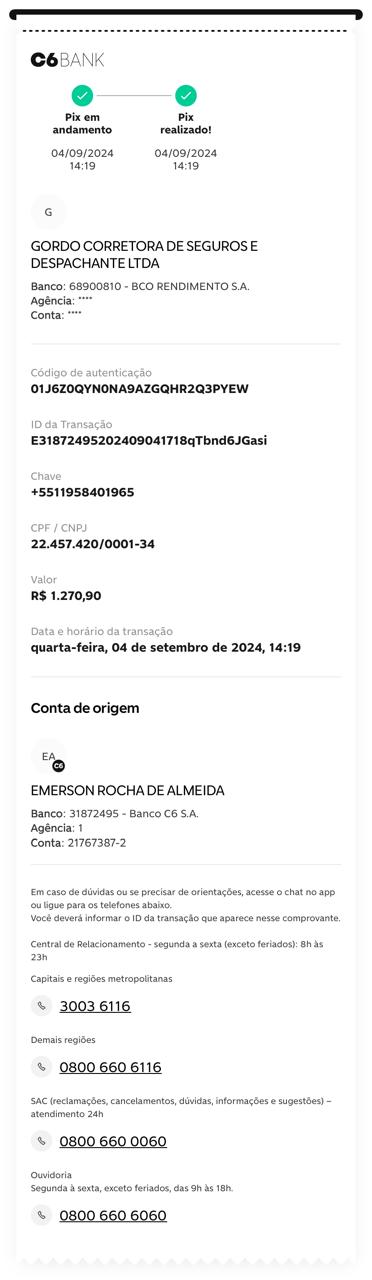 C6BANK
Pix em andamento
04/09/2024
14:19
Pix realizado!
04/09/2024
14:19
G
GORDO CORRETORA DE SEGUROS E
DESPACHANTE LTDA
Banco: 68900810 - BCO RENDIMENTO S.A.
Agência: ****
Conta: ****
Código de autenticação
01J6Z0QYN0NA9AZGQHR2Q3PYEW
ID da Transação
E31872495202409041718qTbnd6JGasi
Chave
+5511958401965
CPF / CNPJ
22.457.420/0001-34
Valor
R$ 1.270,90
Data e horário da transação
quarta-feira, 04 de setembro de 2024, 14:19
Conta de origem
EA
C6
EMERSON ROCHA DE ALMEIDA
Banco: 31872495 - Banco C6 S.A.
Agência: 1
Conta: 21767387-2
Em caso de dúvidas ou se precisar de orientações, acesse o chat no app
ou ligue para os telefones abaixo.
Você deverá informar o ID da transação que aparece nesse comprovante.
Central de Relacionamento - segunda a sexta (exceto feriados): 8h às
23h
Capitais e regiões metropolitanas
3003 6116
Demais regiões
0800 660 6116
SAC (reclamações, cancelamentos, dúvidas, informações e sugestões) –
atendimento 24h
0800 660 0060
Ouvidoria
Segunda à sexta, exceto feriados, das 9h às 18h.
0800 660 6060